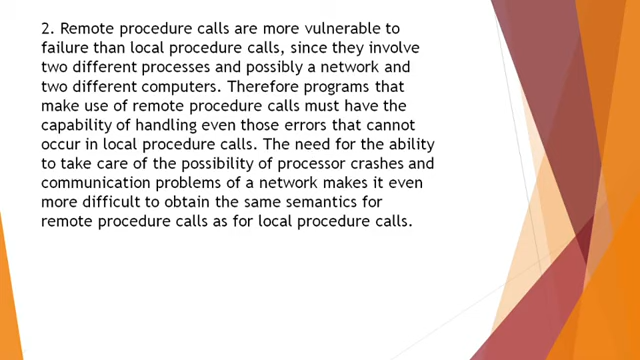 2. Remote procedure calls are more vulnerable to
failure than local procedure calls, since they involve
two different processes and possibly a network and
two different computers. Therefore programs that
make use of remote procedure calls must have the
capability of handling even those errors that cannot
occur in local procedure calls. The need for the ability
to take care of the possibility of processor crashes and
communication problems of a network makes it even
more difficult to obtain the same semantics for
remote procedure calls as for local procedure calls.